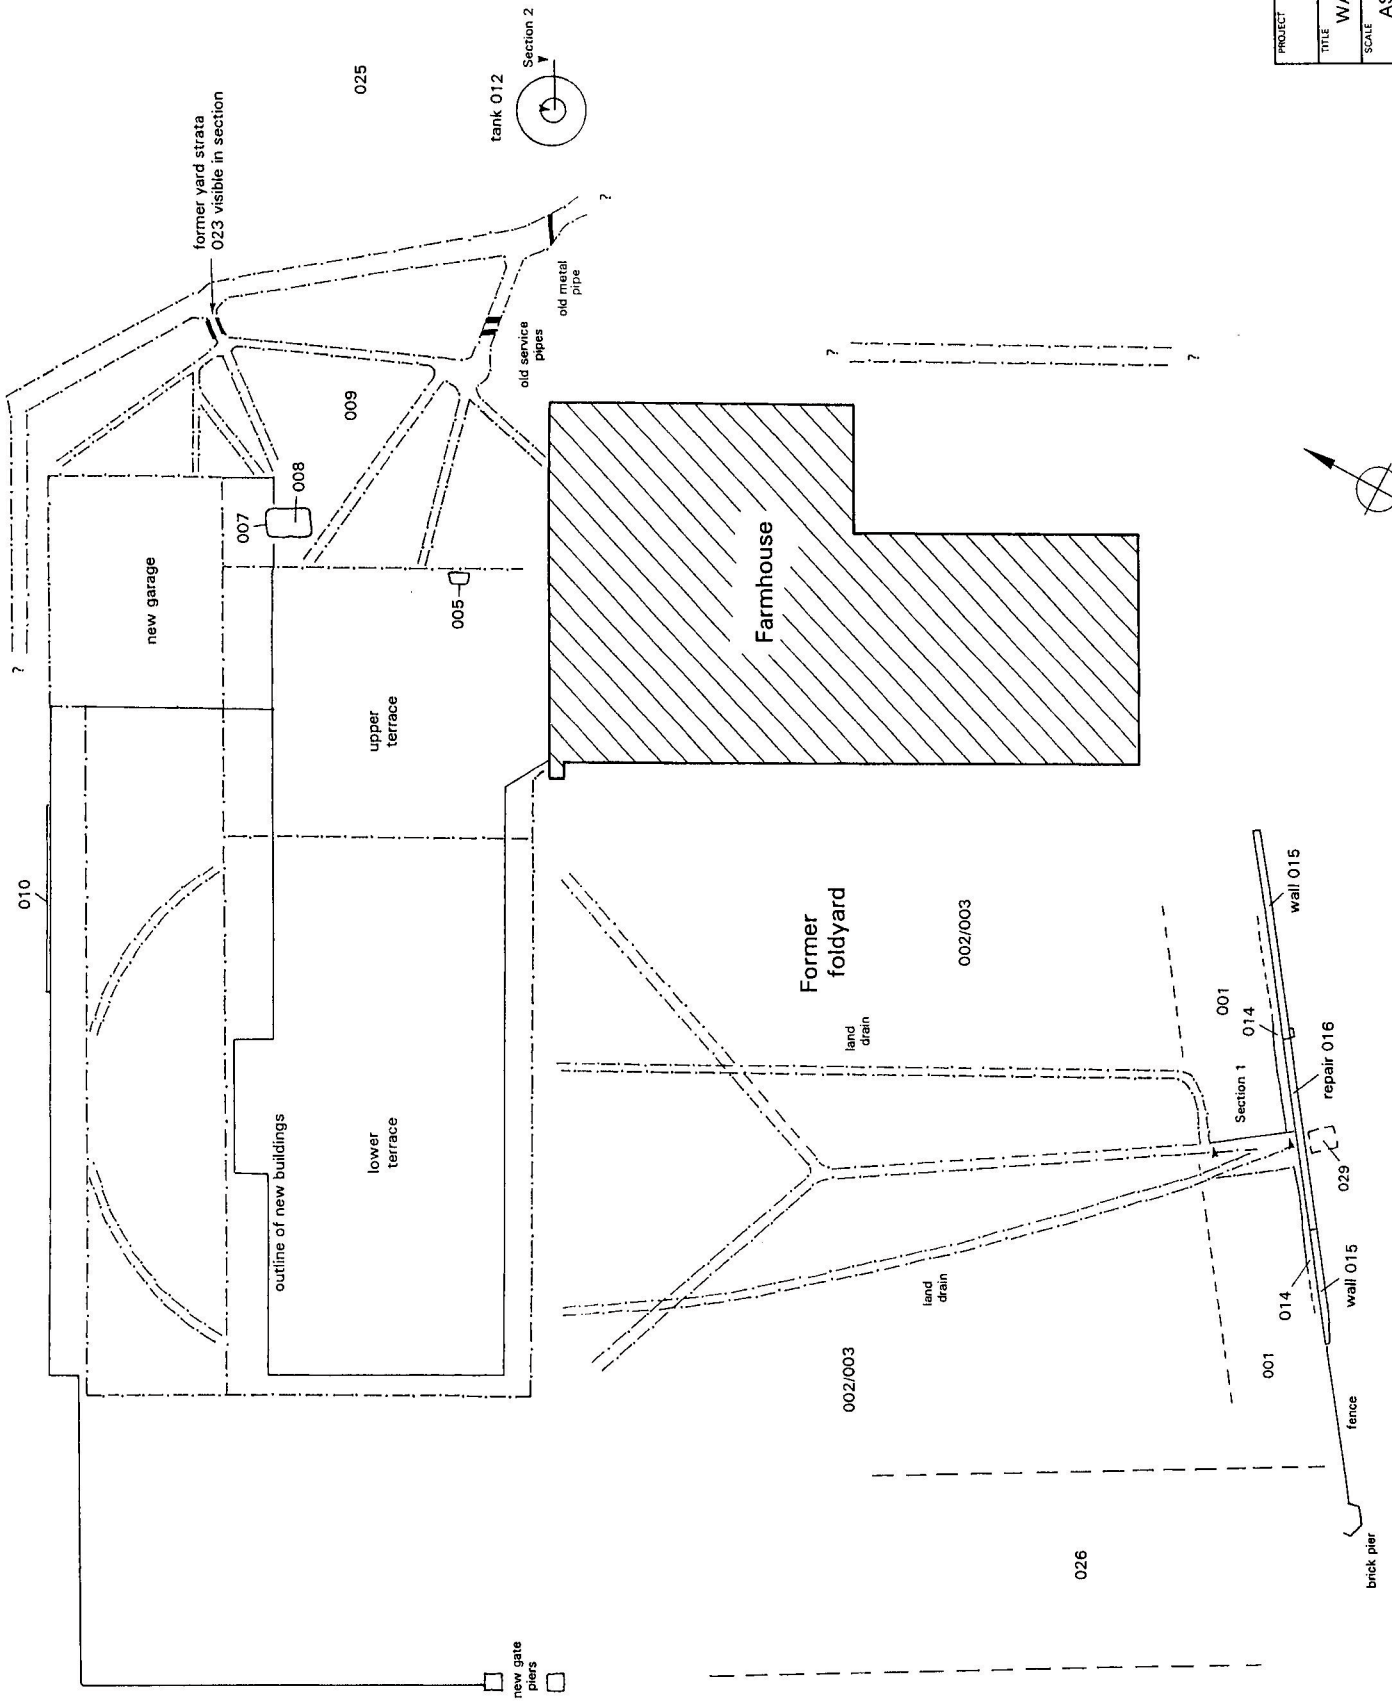 PROJECT
TITLE
WA
SCALE
AS
Section 2
tank 012
025
former yard strata
023 visible in section
?
old metal
pipe
old service
pipes
009
008
007
005
new garage
?
?
?
Farmhouse
upper
terrace
010
outline of new buildings
lower
terrace
Former
foldyard
002/003
land
drain
001
014
wall 015
Section 1
repair 016
029
land
drain
002/003
014
wall 015
001
fence
026
brick pier
new gate
piers